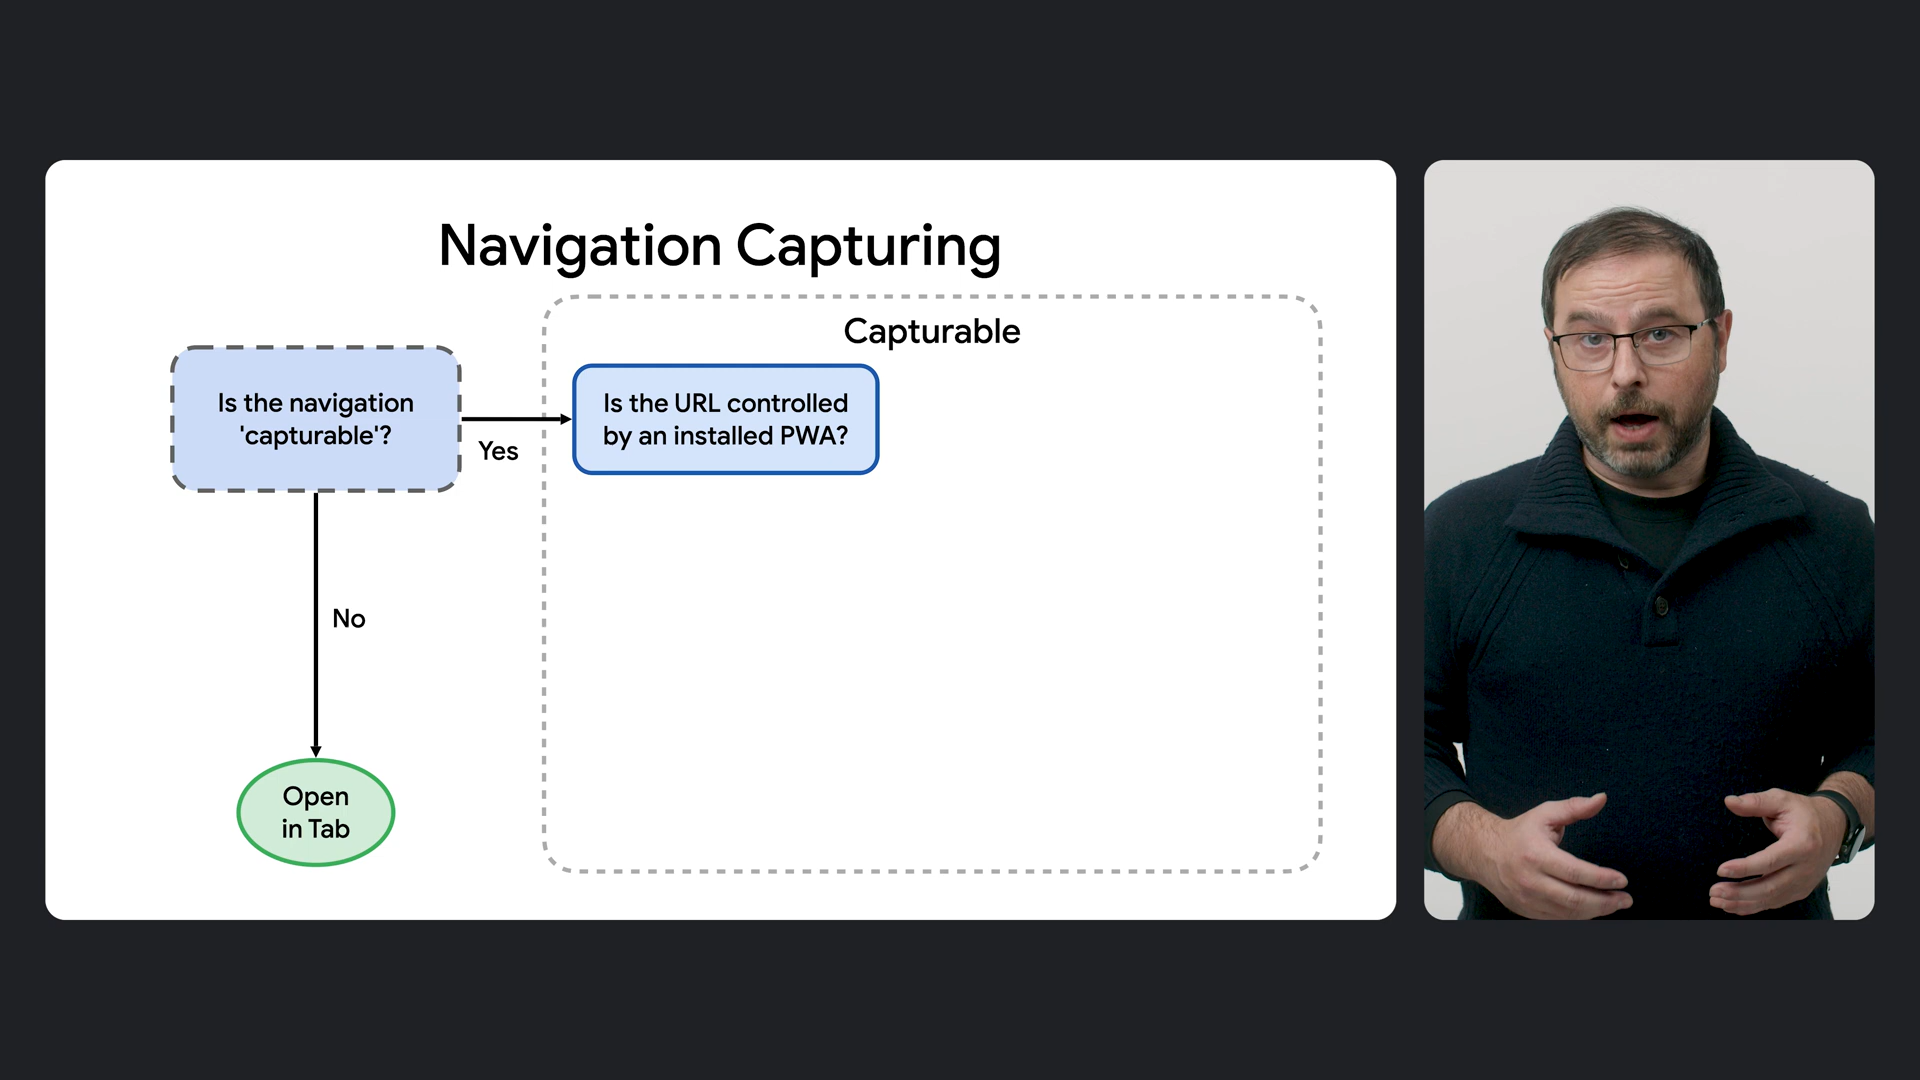 Navigation Capturing
Capturable
Is the navigation
'capturable'?
Yes
Is the URL controlled
by an installed PWA?
No
Open
in Tab